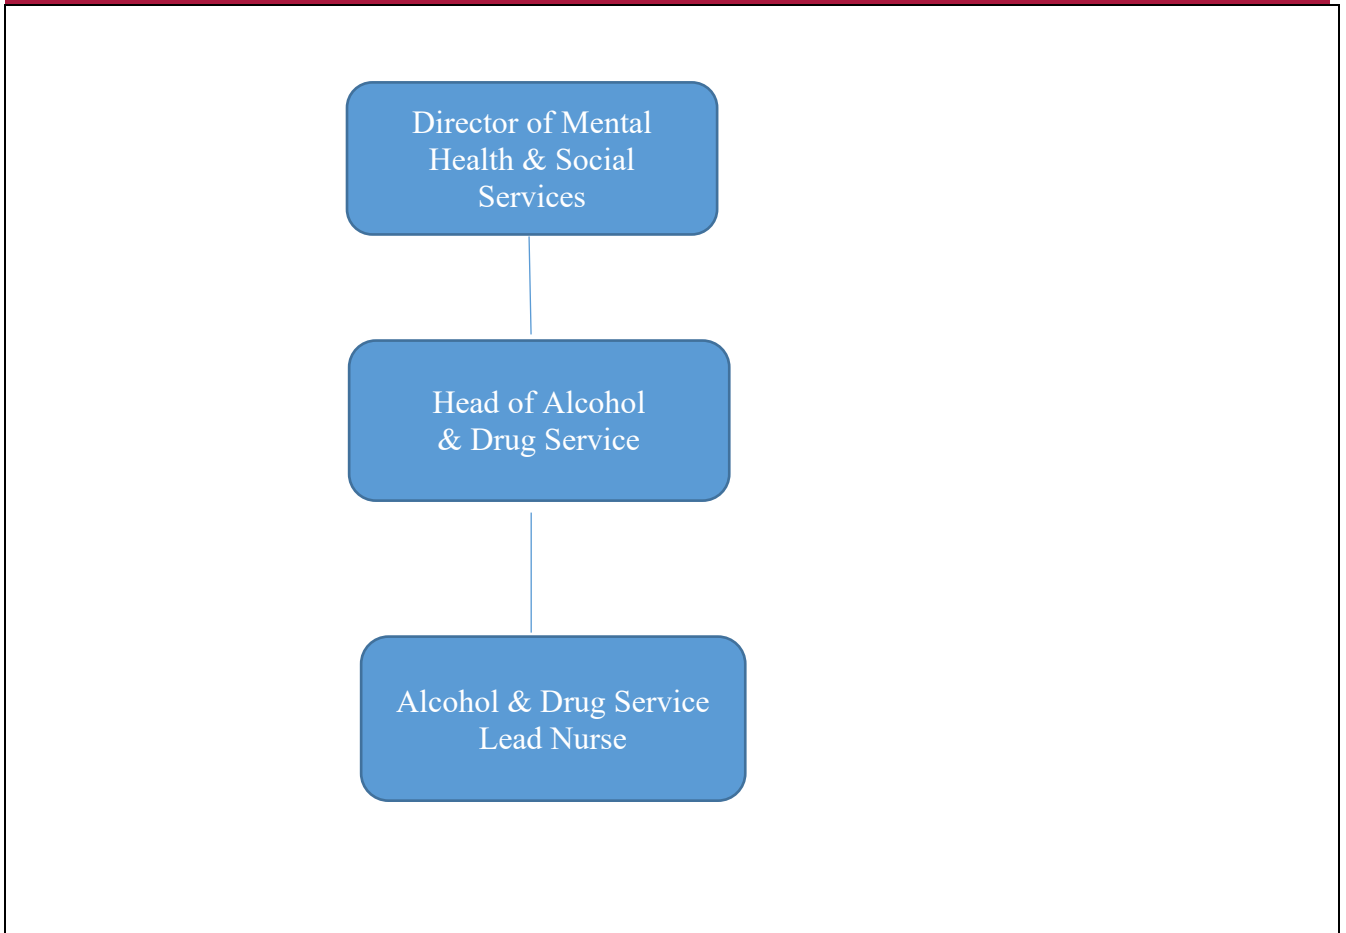 Director of Mental
Health & Social
Services
Head of Alcohol
& Drug Service
Alcohol & Drug Service
Lead Nurse